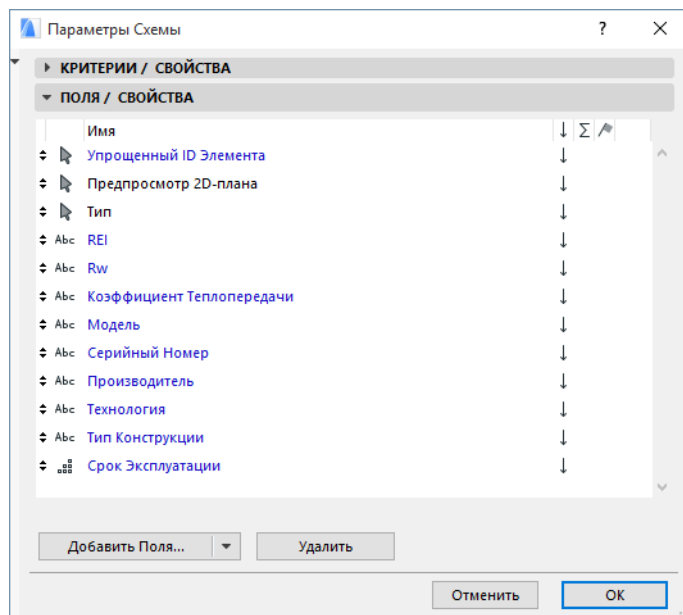 Параметры Схемы ? ×
КРИТЕРИИ / СВОЙСТВА
ПОЛЯ / СВОЙСТВА
Имя ↓ Σ
Упрощенный ID Элемента ↓
Предпросмотр 2D-плана ↓
Тип ↓
Abc REI ↓
Abc Rw ↓
Abc Коэффициент Теплопередачи ↓
Abc Модель ↓
Abc Серийный Номер ↓
Abc Производитель ↓
Abc Технология ↓
Abc Тип Конструкции ↓
Срок Эксплуатации ↓
Добавить Поля... Удалить
Отменить OK